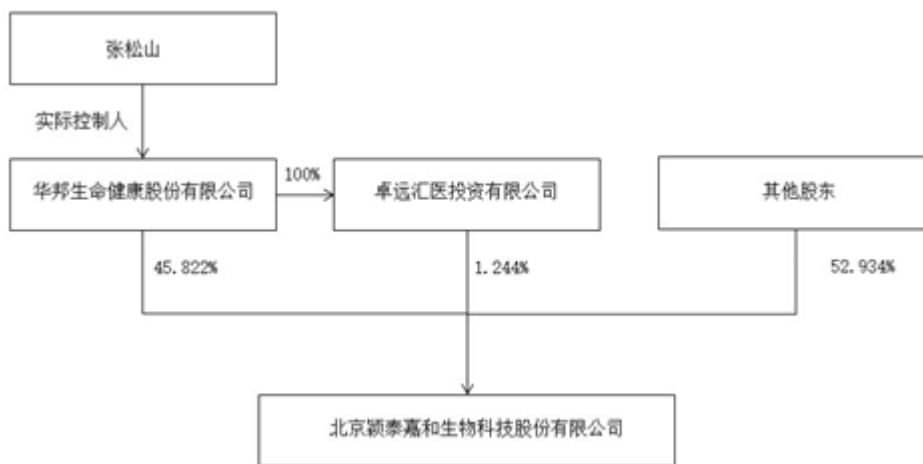 张松山
实际控制人
华邦生命健康股份有限公司
100%
卓远汇医投资有限公司
其他股东
45.822%
1.244%
52.934%
北京颖泰嘉和生物科技股份有限公司